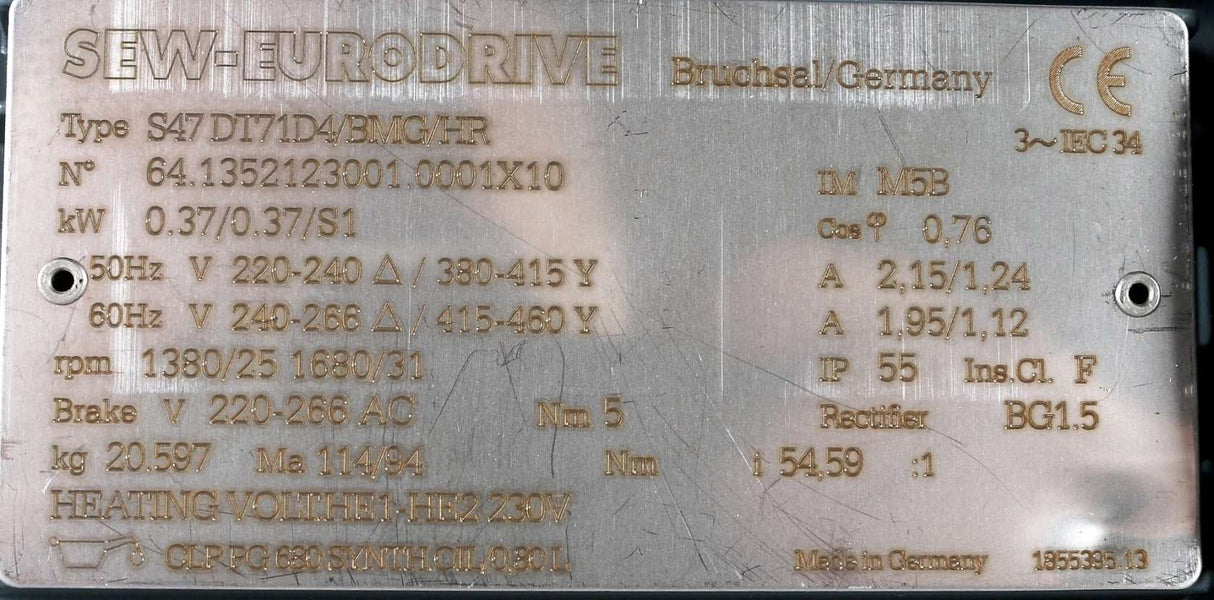 SEW-EURODRIVE Bruchsal/Germany CE
Type S47 DT71D4/BMG/HR 3~IEC 34
N° 64.1352123001.0001X10 IM M5B
kW 0.37/0.37/S1 Cos φ 0,76
50Hz V 220-240 △ / 380-415 Y A 2,15/1,24
60Hz V 240-266 △ / 415-460 Y A 1,95/1,12
rpm 1380/25 1680/31 IP 55 Ins.Cl. F
Brake V 220-266 AC Nm 5 Rectifier BG1.5
kg 20.597 Ma 114/94 Nm i 54,59 :1
HEATING VOLT.HE1-HE2 230V
CLP PG 680 SYNTH.OIL/0,80 L Made in Germany 1855395.13